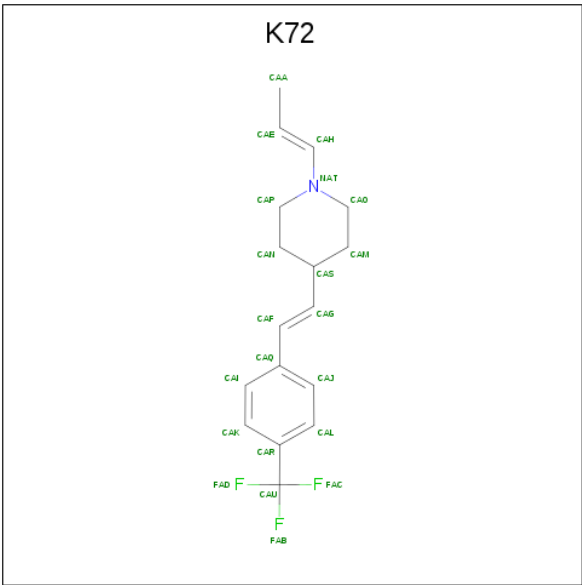 K72
CAA
CAE CAH
N NAT
CAP CAO
CAN CAM
CAS
CAG
CAF
CAQ
CAI CAJ
CAK CAL
CAR
FAD F F FAC
CAU
F
FAB